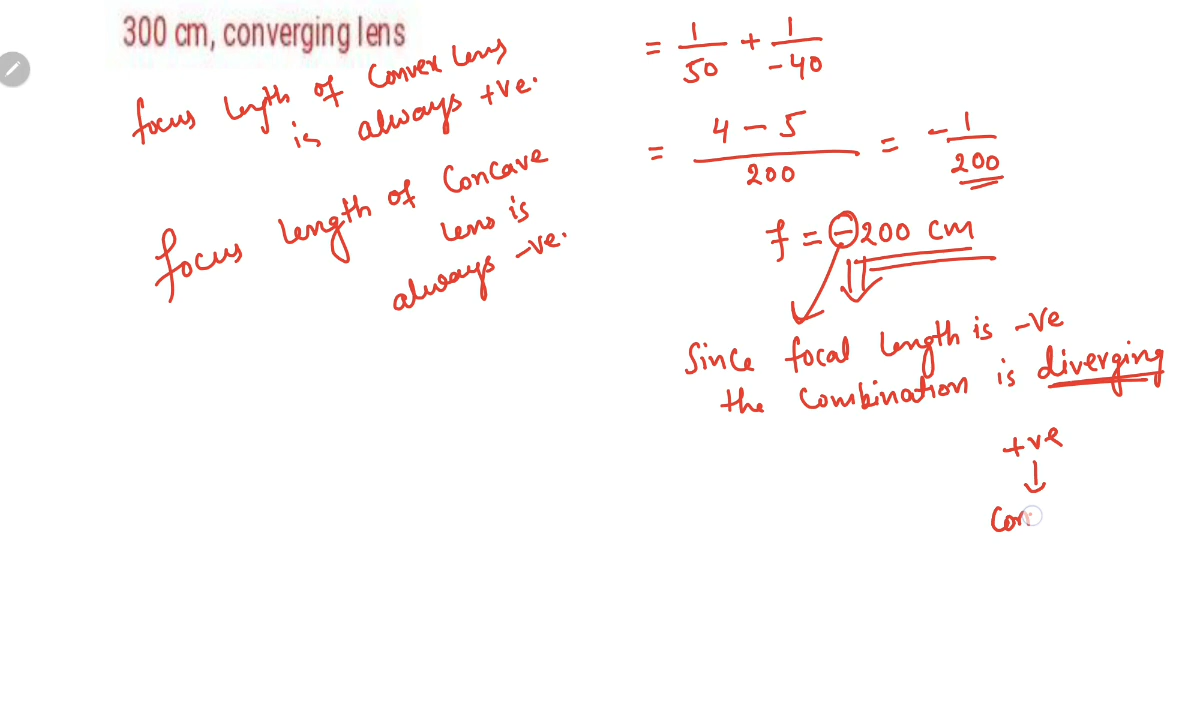 300 cm, converging lens
focus length of Convex lens
is always +ve.
focus length of Concave
lens is
always -ve.
= 1/50 + 1/-40
= 4 - 5/200 = - 1/200
f = -200 cm
Since focal length is -ve
the combination is diverging
+ve
↓
Con